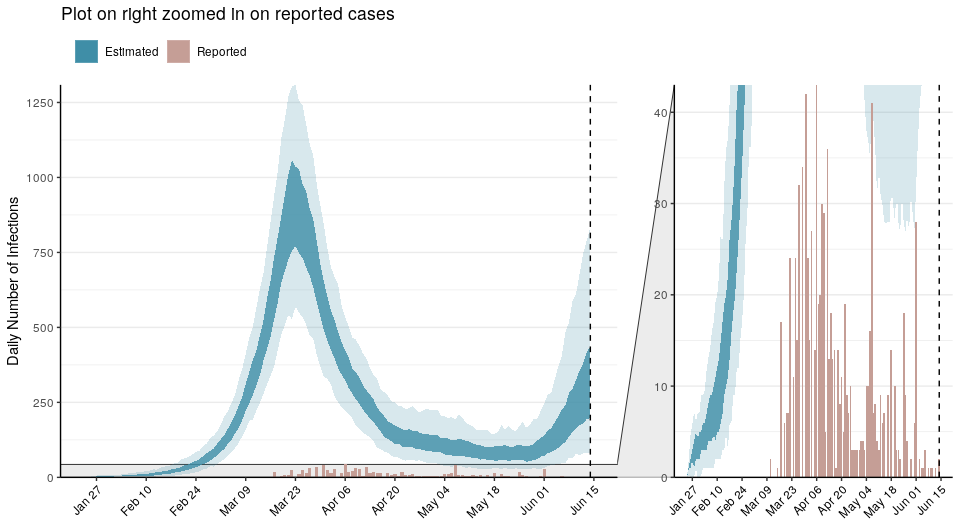 Plot on right zoomed in on reported cases
Estimated Reported
Daily Number of Infections
1250
1000
750
500
250
0
Jan 27 Feb 10 Feb 24 Mar 09 Mar 23 Apr 06 Apr 20 May 04 May 18 Jun 01 Jun 15
40
30
20
10
0
Jan 27 Feb 10 Feb 24 Mar 09 Mar 23 Apr 06 Apr 20 May 04 May 18 Jun 01 Jun 15